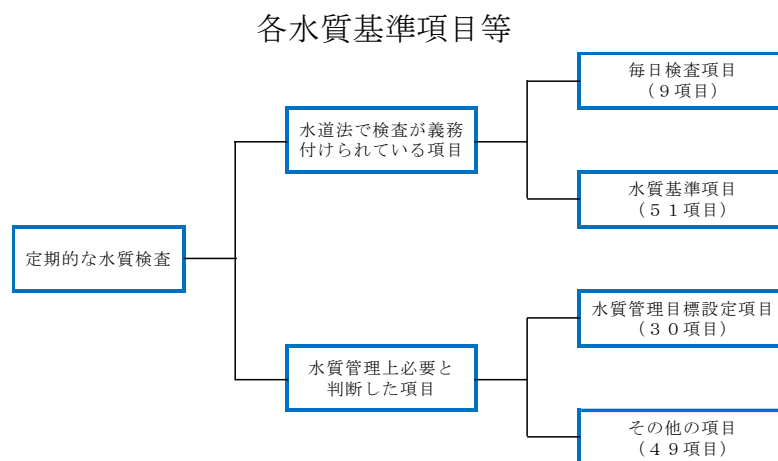 各水質基準項目等
定期的な水質検査
水道法で検査が義務
付けられている項目
毎日検査項目
(９項目)
水質基準項目
(５１項目)
水質管理上必要と
判断した項目
水質管理目標設定項目
(３０項目)
その他の項目
(４９項目)